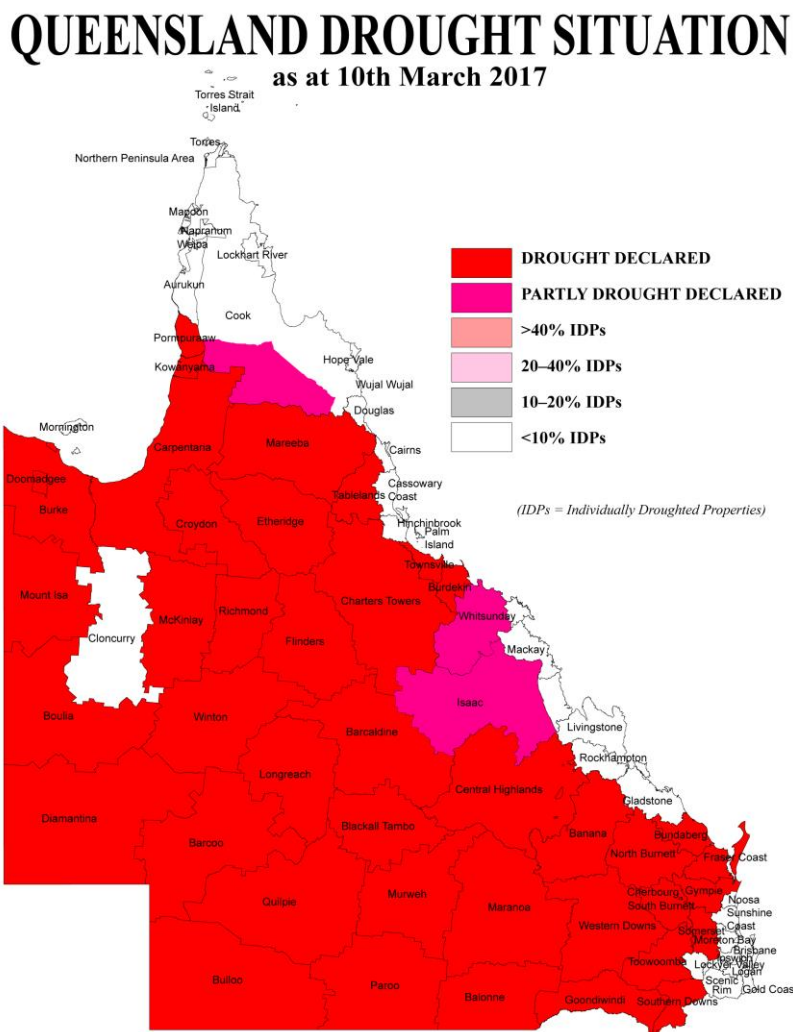 QUEENSLAND DROUGHT SITUATION
as at 10th March 2017
Torres Strait
Island
Torres
Northern Peninsula Area
Mapoon
Napranum
Weipa
Lockhart River
Aurukun
Cook
Pormpuraaw
Kowanyama
Hope Vale
Wujal Wujal
Douglas
DROUGHT DECLARED
PARTLY DROUGHT DECLARED
>40% IDPs
20–40% IDPs
10–20% IDPs
<10% IDPs
(IDPs = Individually Droughted Properties)
Mornington
Carpentaria
Mareeba
Cairns
Doomadgee
Burke
Croydon
Etheridge
Tablelands
Cassowary
Coast
Hinchinbrook
Palm
Island
Townsville
Burdekin
Mount Isa
Cloncurry
McKinlay
Richmond
Flinders
Charters Towers
Whitsunday
Mackay
Boulia
Winton
Barcaldine
Isaac
Livingstone
Rockhampton
Longreach
Central Highlands
Gladstone
Diamantina
Barcoo
Blackall Tambo
Banana
Bundaberg
North Burnett
Fraser Coast
Quilpie
Murweh
Maranoa
Cherbourg
Gympie
South Burnett
Noosa
Sunshine
Coast
Western Downs
Somerset
Moreton Bay
Brisbane
Ipswich
Toowoomba
Lockyer Valley
Logan
Scenic
Rim
Gold Coas
Bulloo
Paroo
Balonne
Goondiwindi
Southern Downs